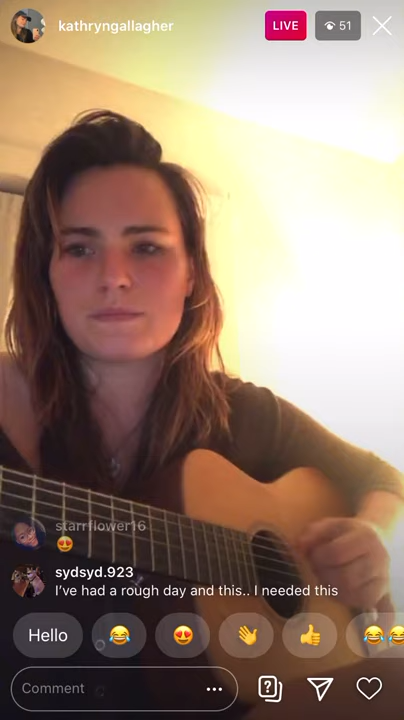 kathryngallagher
LIVE
51
starrflower16
😍
sydsyd.923
I've had a rough day and this.. I needed this
Hello
😂
😍
👋
👍
😂😂
Comment